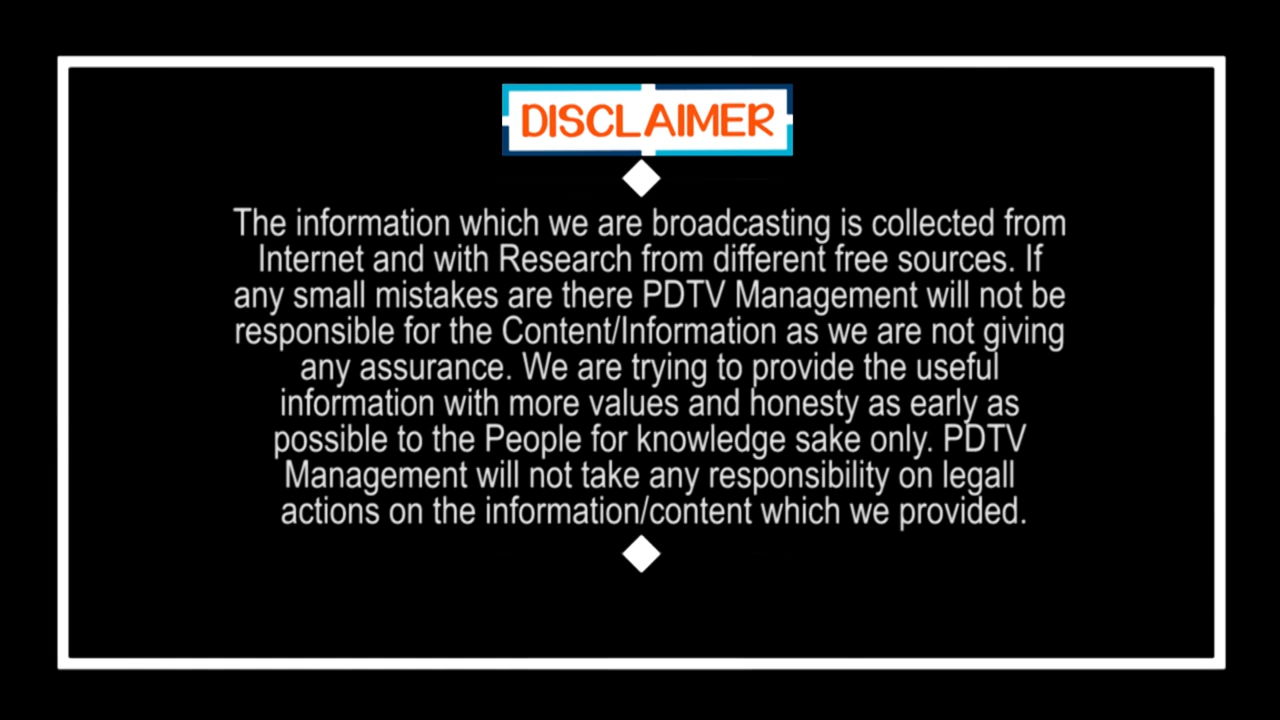 DISCLAIMER
The information which we are broadcasting is collected from
Internet and with Research from different free sources. If
any small mistakes are there PDTV Management will not be
responsible for the Content/Information as we are not giving
any assurance. We are trying to provide the useful
information with more values and honesty as early as
possible to the People for knowledge sake only. PDTV
Management will not take any responsibility on legall
actions on the information/content which we provided.